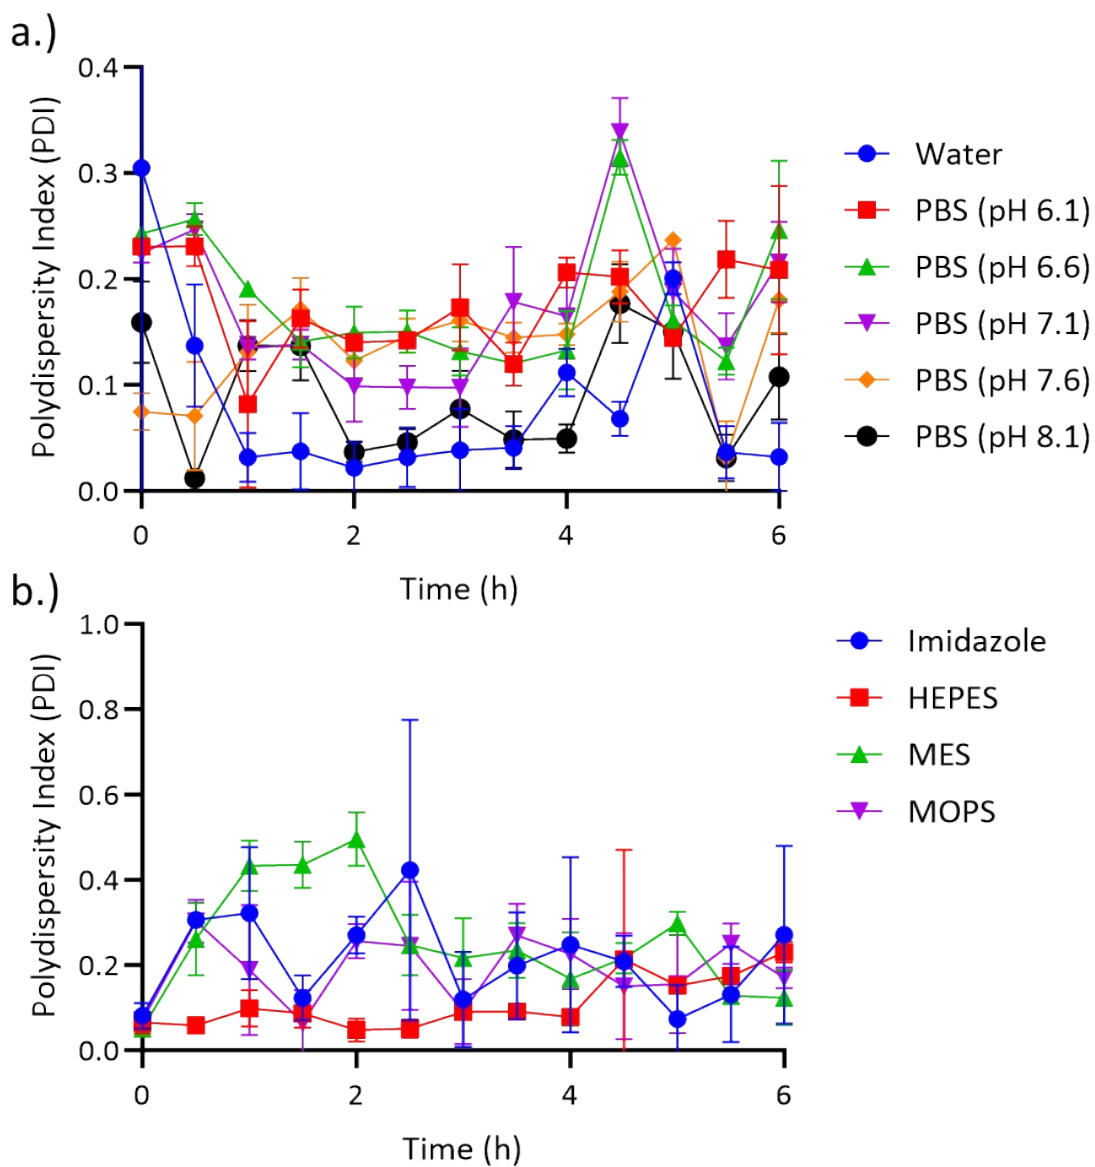 a.)
Polydispersity Index (PDI)
0.4
0.3
0.2
0.1
0.0
0 2 4 6
Time (h)
Water
PBS (pH 6.1)
PBS (pH 6.6)
PBS (pH 7.1)
PBS (pH 7.6)
PBS (pH 8.1)
b.)
Polydispersity Index (PDI)
1.0
0.8
0.6
0.4
0.2
0.0
0 2 4 6
Time (h)
Imidazole
HEPES
MES
MOPS